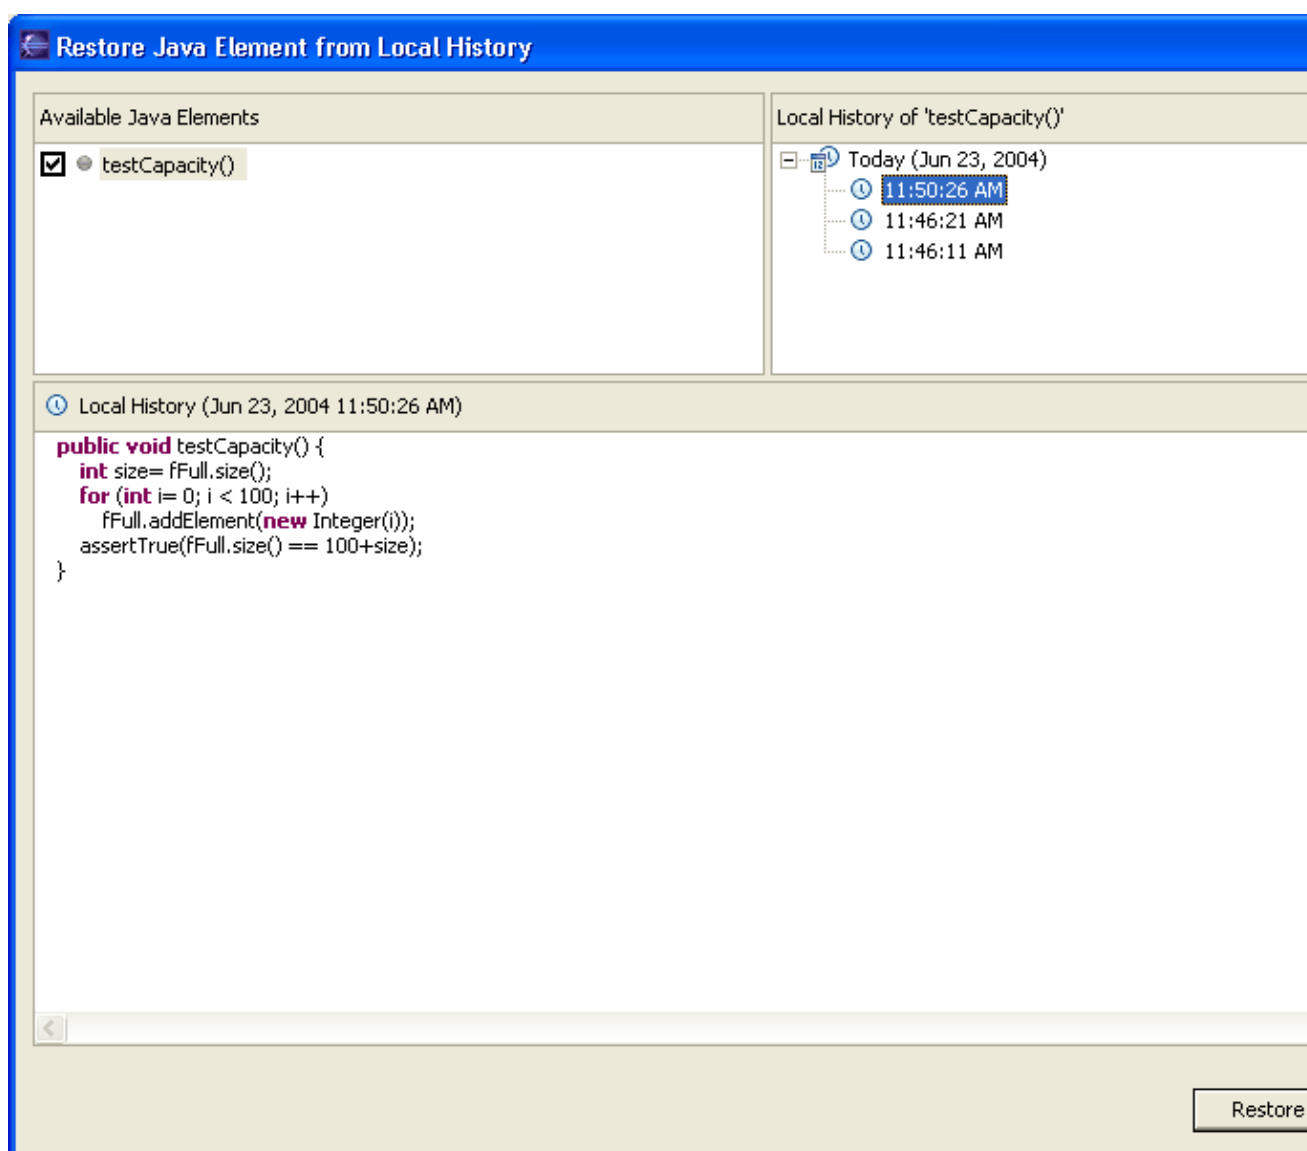 Restore Java Element from Local History
Available Java Elements
testCapacity()
Local History of 'testCapacity()'
Today (Jun 23, 2004)
11:50:26 AM
11:46:21 AM
11:46:11 AM
Local History (Jun 23, 2004 11:50:26 AM)
public void testCapacity() {
int size= fFull.size();
for (int i= 0; i < 100; i++)
fFull.addElement(new Integer(i));
assertTrue(fFull.size() == 100+size);
}
Restore